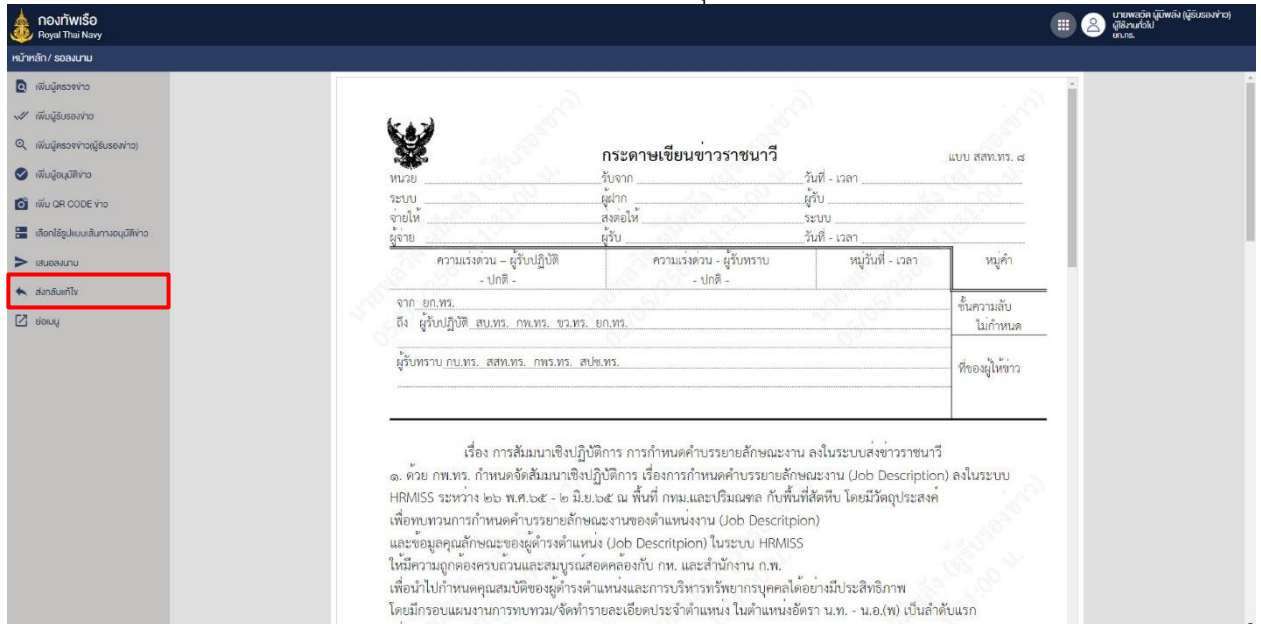 กองทัพเรือ
Royal Thai Navy
นายพลวัต ผู้มีพลัง (ผู้รับรองข่าว)
ผู้ใช้งานทั่วไป
ยก.ทร.
หน้าหลัก/ รอลงนาม
เพิ่มผู้ตรวจข่าว
เพิ่มผู้รับรองข่าว
เพิ่มผู้ตรวจข่าว(ผู้รับรองข่าว)
เพิ่มผู้อนุมัติข่าว
เพิ่ม QR CODE ข่าว
เลือกใช้รูปแบบเส้นทางอนุมัติข่าว
เสนอลงนาม
ส่งกลับแก้ไข
ย่อเมนู
กระดาษเขียนข่าวราชนาวี
แบบ สสท.ทร. ๘
หน่วย รับจาก วันที่ - เวลา
ระบบ ผู้ฝาก ผู้รับ
จ่ายให้ ส่งต่อให้ ระบบ
ผู้จ่าย ผู้รับ วันที่ - เวลา
ความเร่งด่วน – ผู้รับปฏิบัติ ความเร่งด่วน - ผู้รับทราบ หมู่วันที่ - เวลา หมู่คำ
- ปกติ - - ปกติ -
จาก ยก.ทร.
ชั้นความลับ
ถึง ผู้รับปฏิบัติ สบ.ทร. กพ.ทร. ขว.ทร. ยก.ทร.
ไม่กำหนด
ผู้รับทราบ กบ.ทร. สสท.ทร. กพร.ทร. สปช.ทร.
ที่ของผู้ให้ข่าว
เรื่อง การสัมมนาเชิงปฏิบัติการ การกำหนดคำบรรยายลักษณะงาน ลงในระบบส่งข่าวราชนาวี
๑. ด้วย กพ.ทร. กำหนดจัดสัมมนาเชิงปฏิบัติการ เรื่องการกำหนดคำบรรยายลักษณะงาน (Job Description) ลงในระบบ
HRMISS ระหว่าง ๒๖ พ.ศ.๖๕ - ๒ มิ.ย.๖๕ ณ พื้นที่ กทม.และปริมณฑล กับพื้นที่สัตหีบ โดยมีวัตถุประสงค์
เพื่อทบทวนการกำหนดคำบรรยายลักษณะงานของตำแหน่งงาน (Job Descritpion)
และข้อมูลคุณลักษณะของผู้ดำรงตำแหน่ง (Job Descritpion) ในระบบ HRMISS
ให้มีความถูกต้องครบถ้วนและสมบูรณ์สอดคล้องกับ กห. และสำนักงาน ก.พ.
เพื่อนำไปกำหนดคุณสมบัติของผู้ดำรงตำแหน่งและการบริหารทรัพยากรบุคคลได้อย่างมีประสิทธิภาพ
โดยมีกรอบแผนงานการทบทวม/จัดทำรายละเอียดประจำตำแหน่ง ในตำแหน่งอัตรา น.ท. - น.อ.(พ) เป็นลำดับแรก